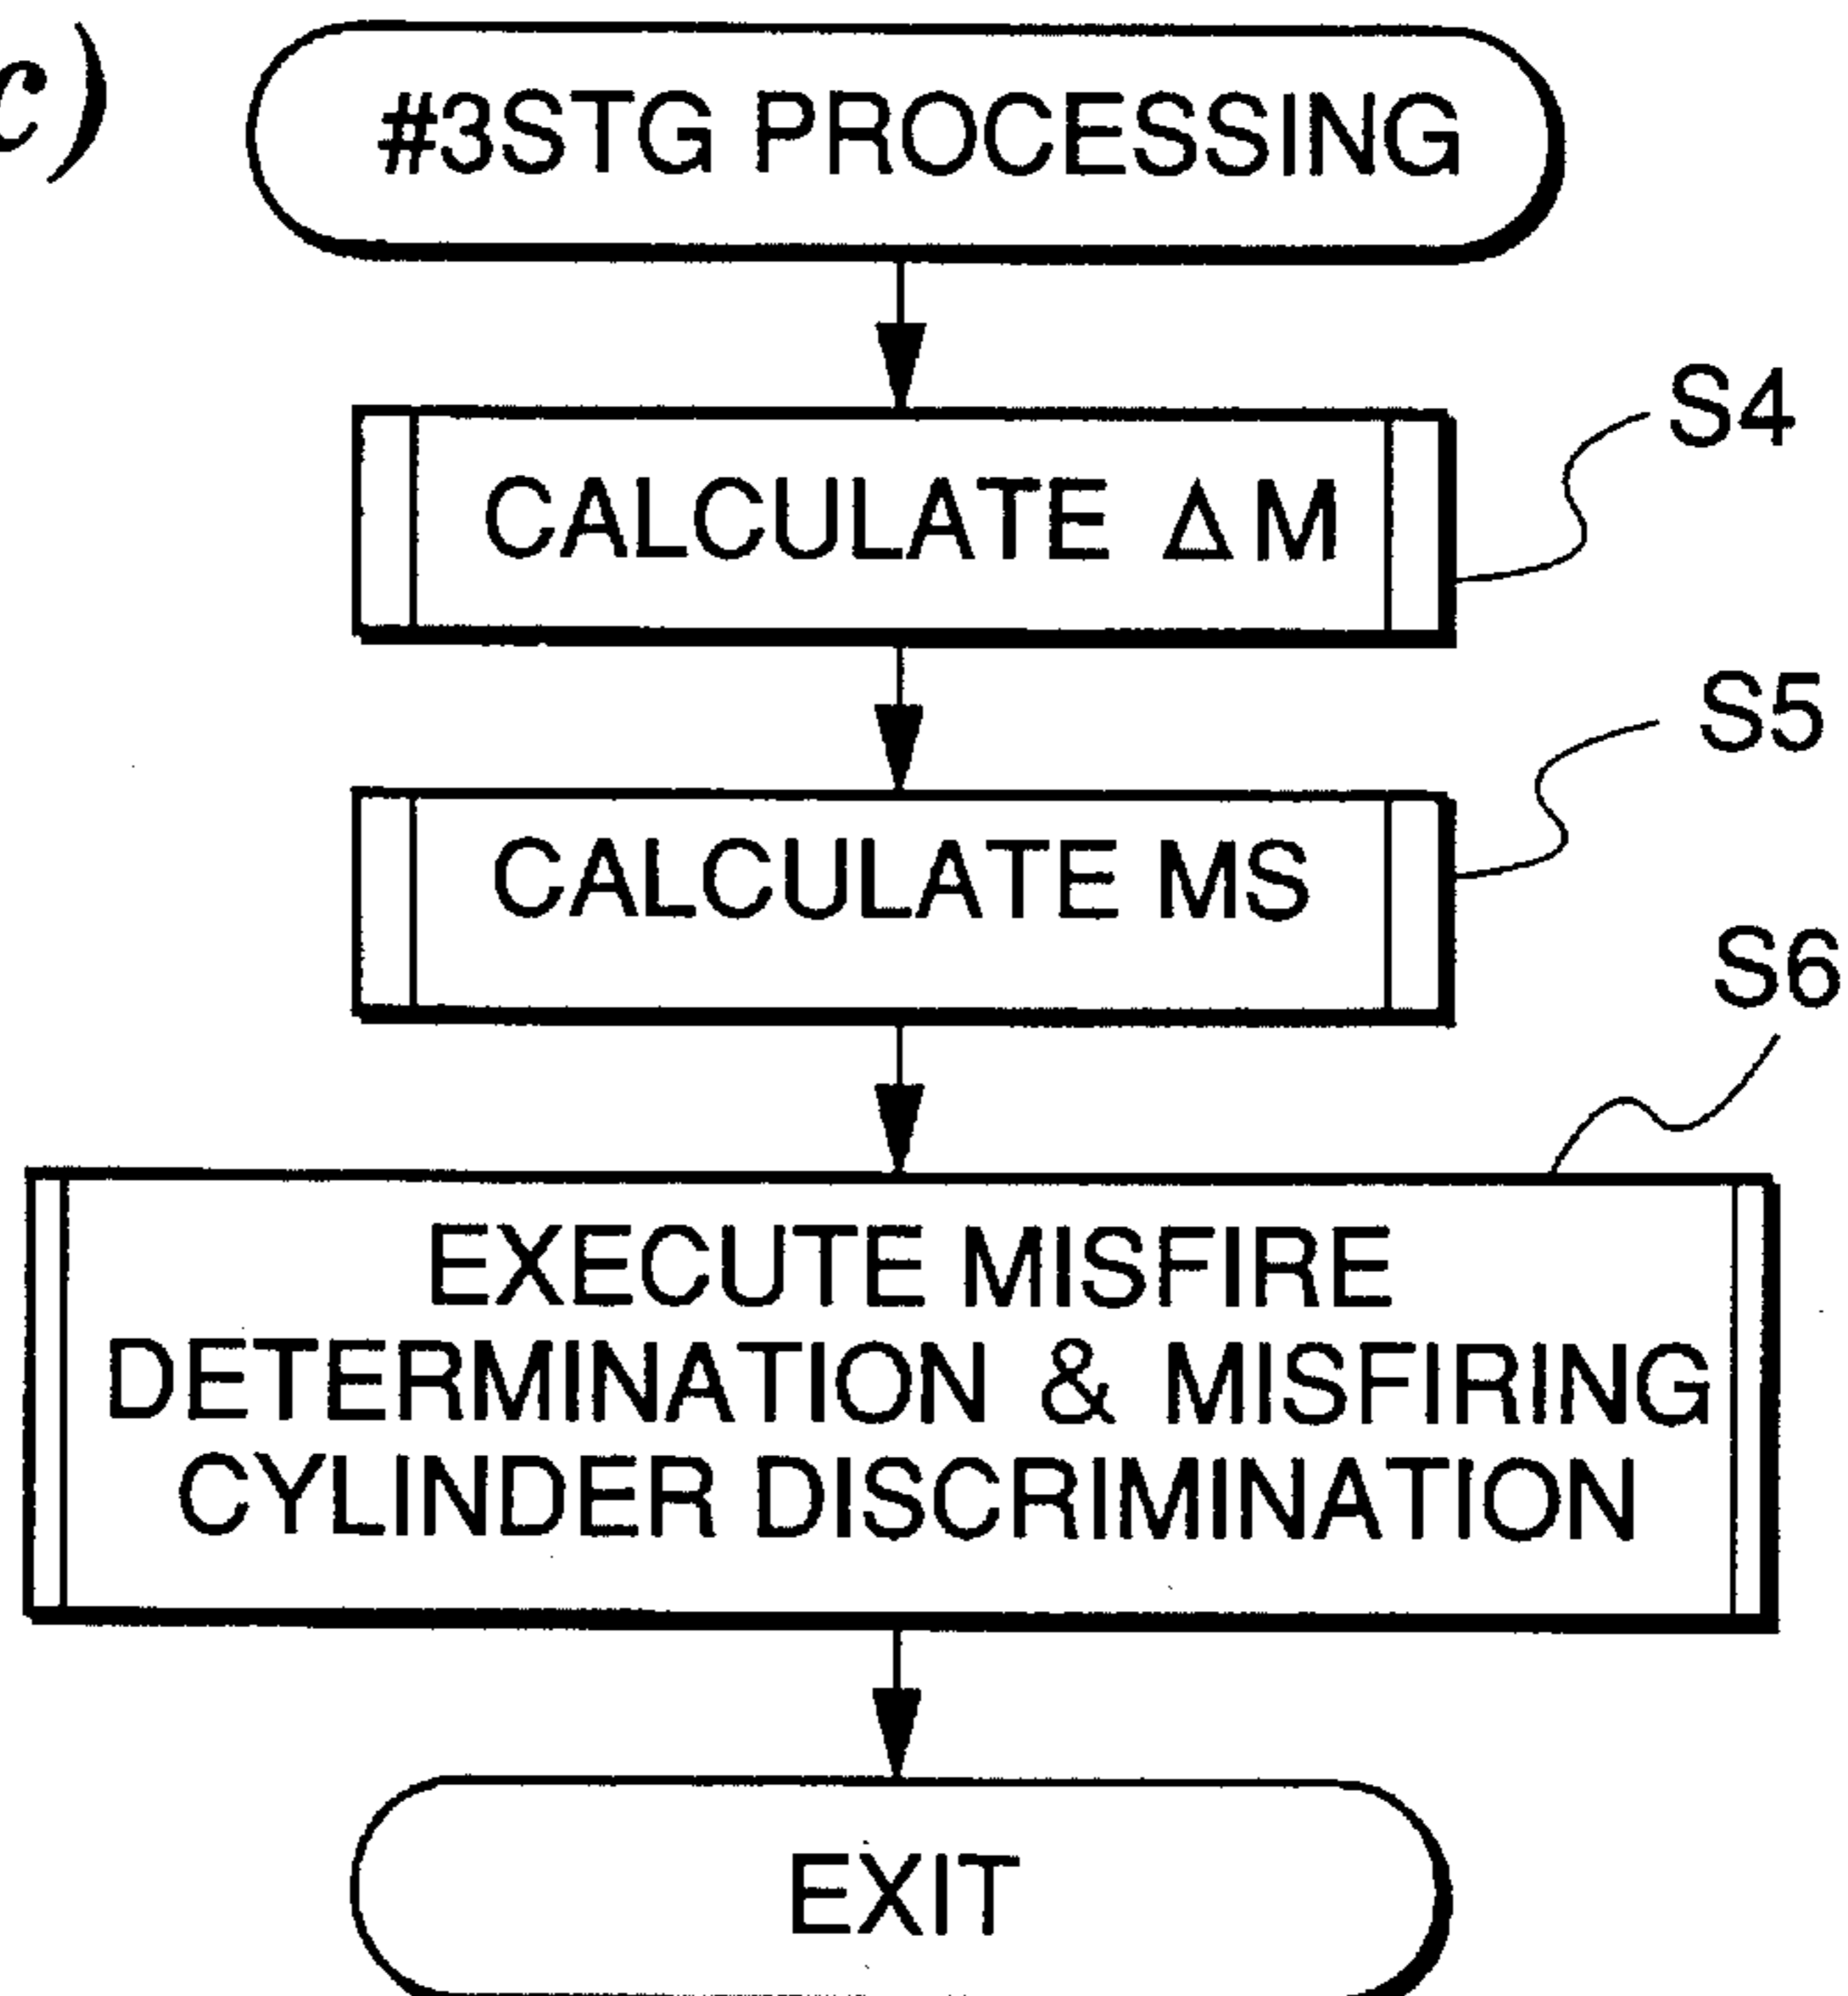 C)
#3STG PROCESSING
CALCULATE ΔM
S4
CALCULATE MS
S5
S6
EXECUTE MISFIRE
DETERMINATION & MISFIRING
CYLINDER DISCRIMINATION
EXIT